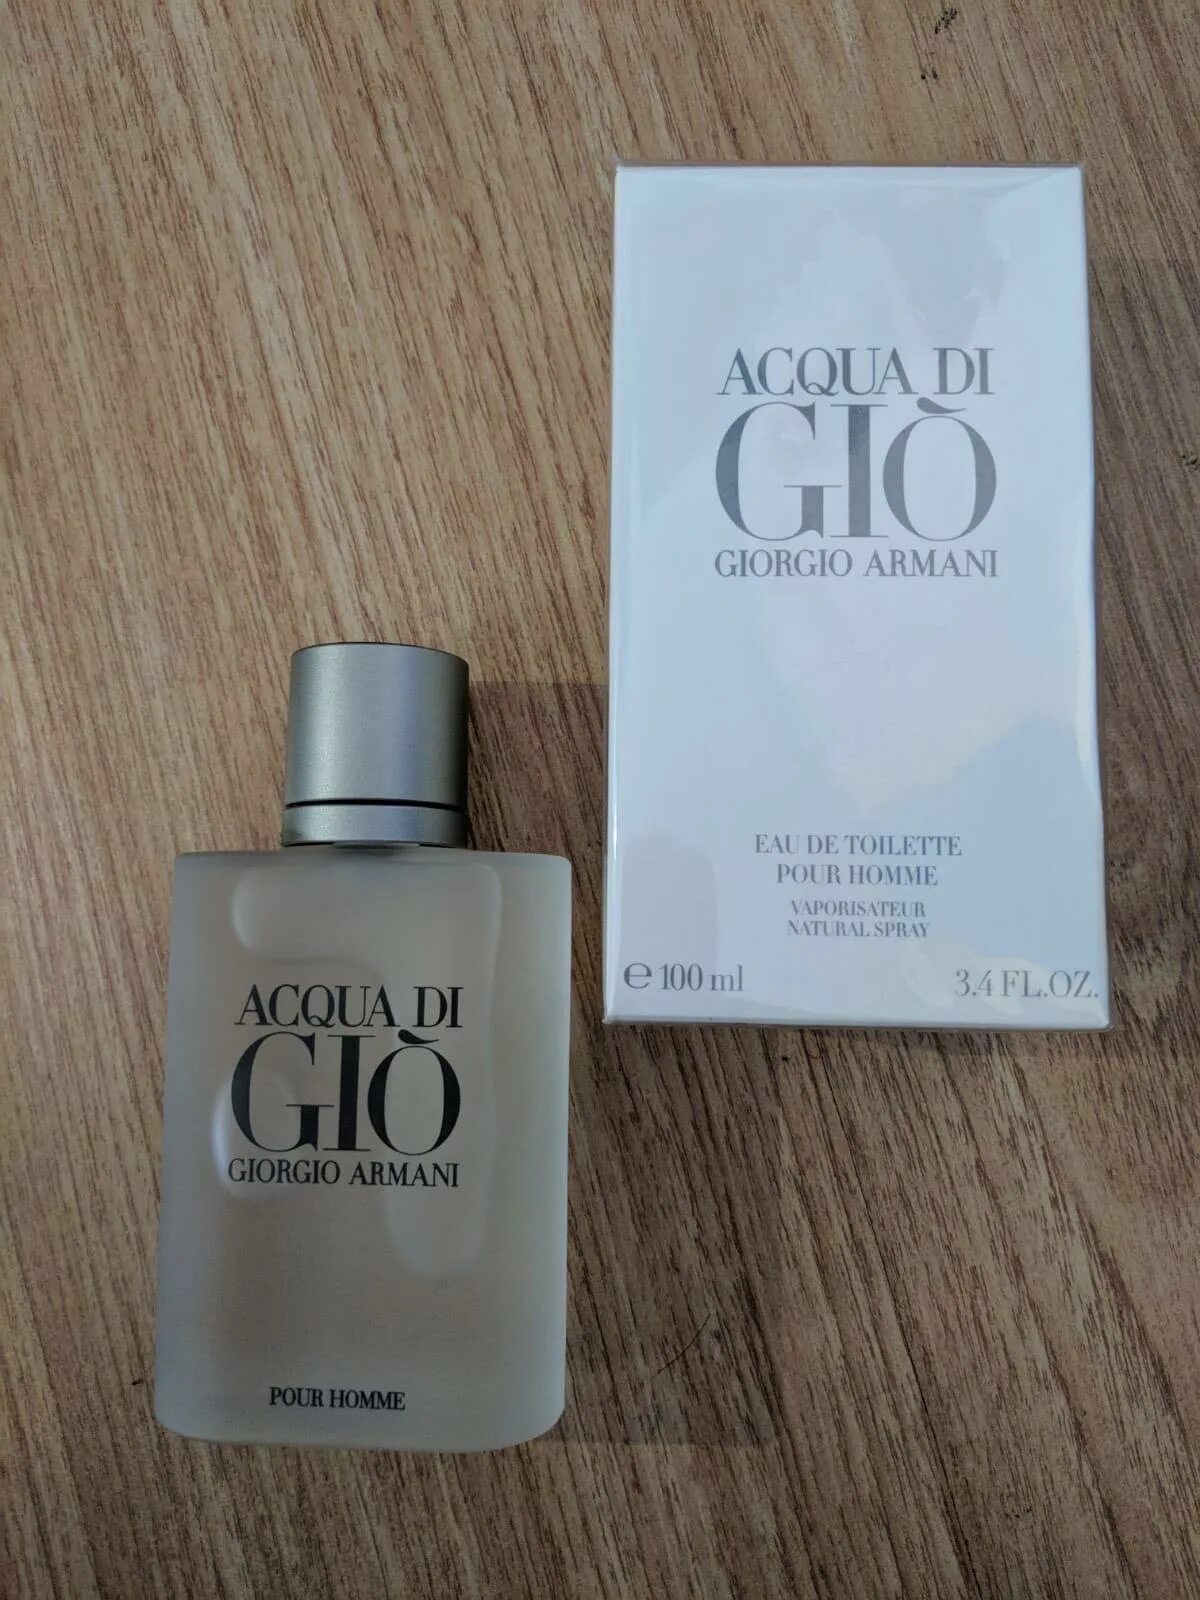 ACQUA DI
GIÒ
GIORGIO ARMANI
EAU DE TOILETTE
POUR HOMME
VAPORISATEUR
NATURAL SPRAY
℮ 100 ml 3.4 FL.OZ.
ACQUA DI
GIÒ
GIORGIO ARMANI
POUR HOMME